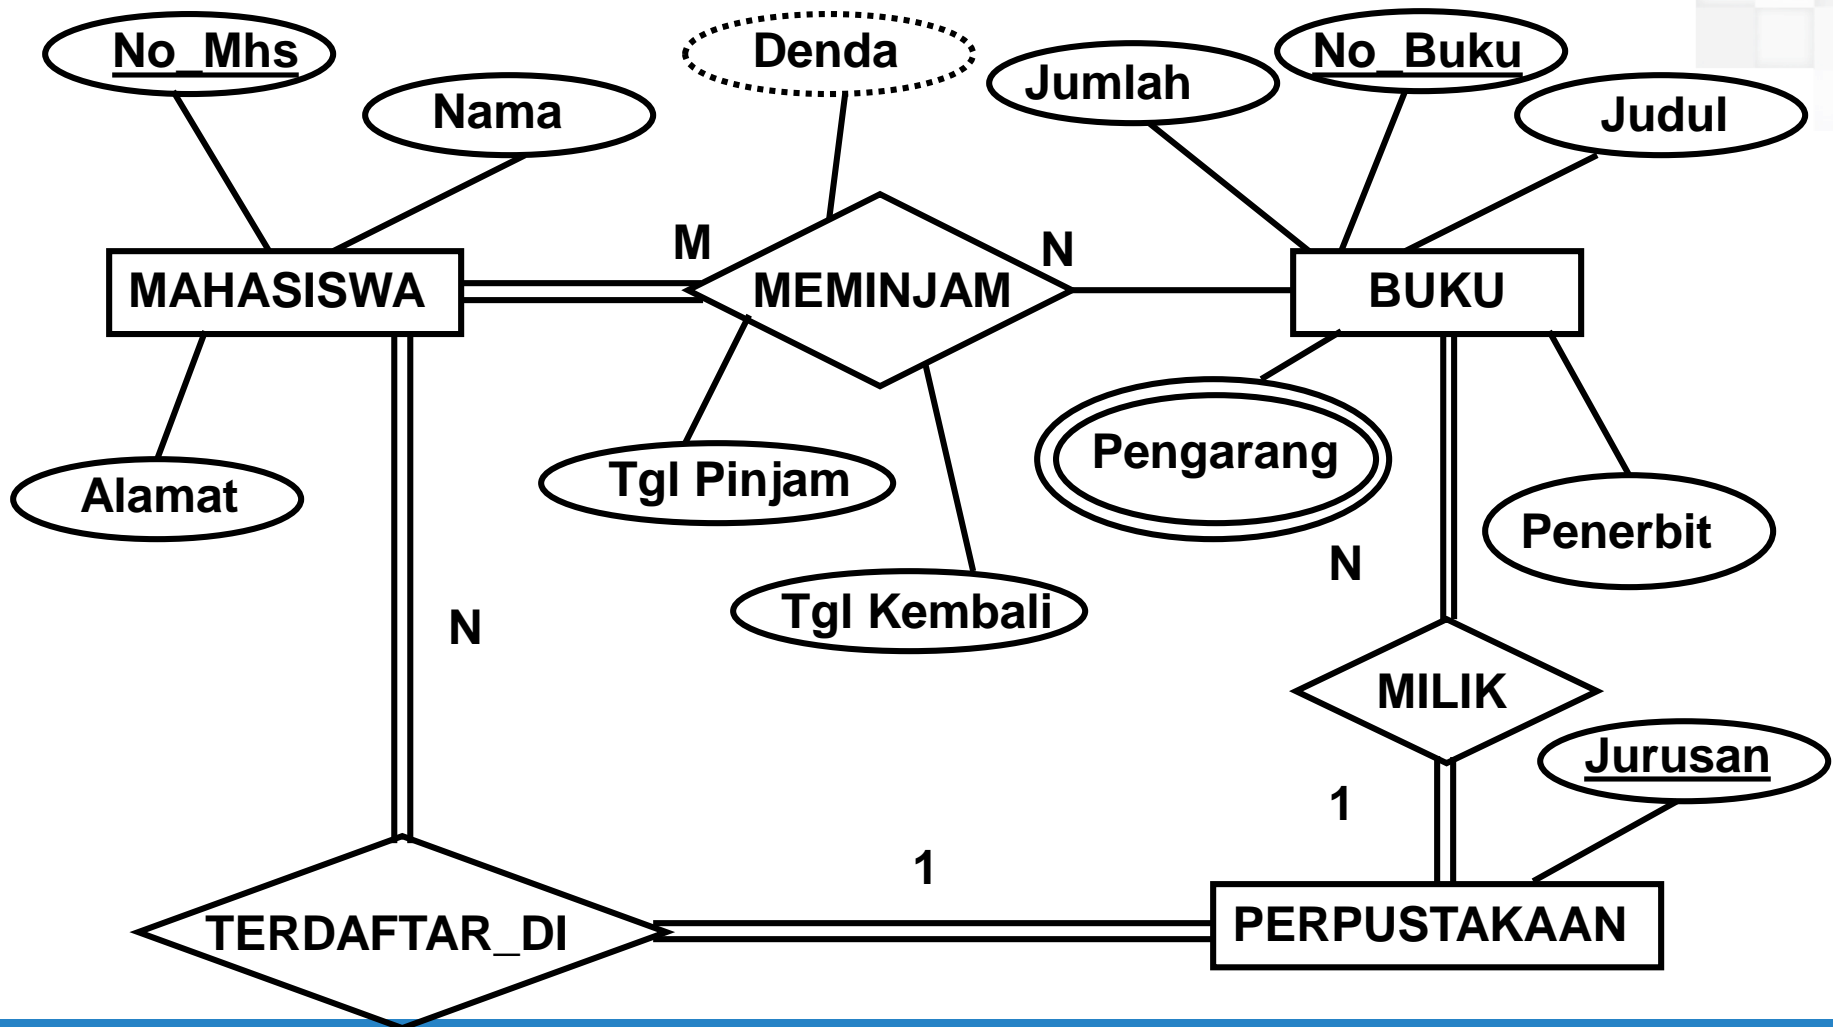 No_Mhs
Denda
No_Buku
Jumlah
Nama
Judul
M
N
MAHASISWA
MEMINJAM
BUKU
Pengarang
Tgl Pinjam
Alamat
Penerbit
N
Tgl Kembali
N
MILIK
Jurusan
1
1
TERDAFTAR_DI
PERPUSTAKAAN